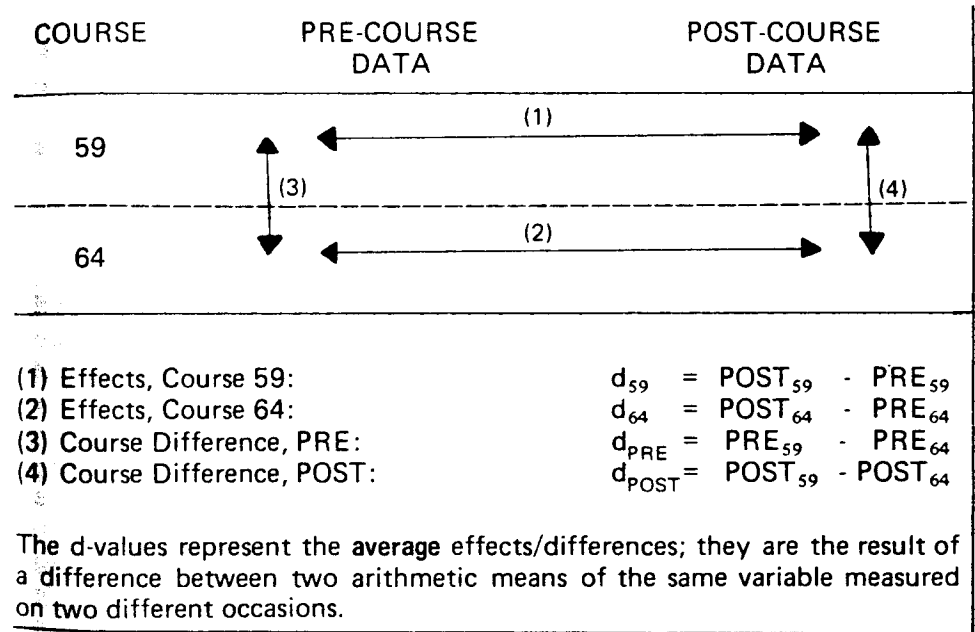 COURSE PRE-COURSE POST-COURSE
DATA DATA
(1)
59
(3) (4)
(2)
64
(1) Effects, Course 59: d₅₉ = POST₅₉ - PRE₅₉
(2) Effects, Course 64: d₆₄ = POST₆₄ - PRE₆₄
(3) Course Difference, PRE: d_PRE = PRE₅₉ - PRE₆₄
(4) Course Difference, POST: d_POST = POST₅₉ - POST₆₄
The d-values represent the average effects/differences; they are the result of
a difference between two arithmetic means of the same variable measured
on two different occasions.